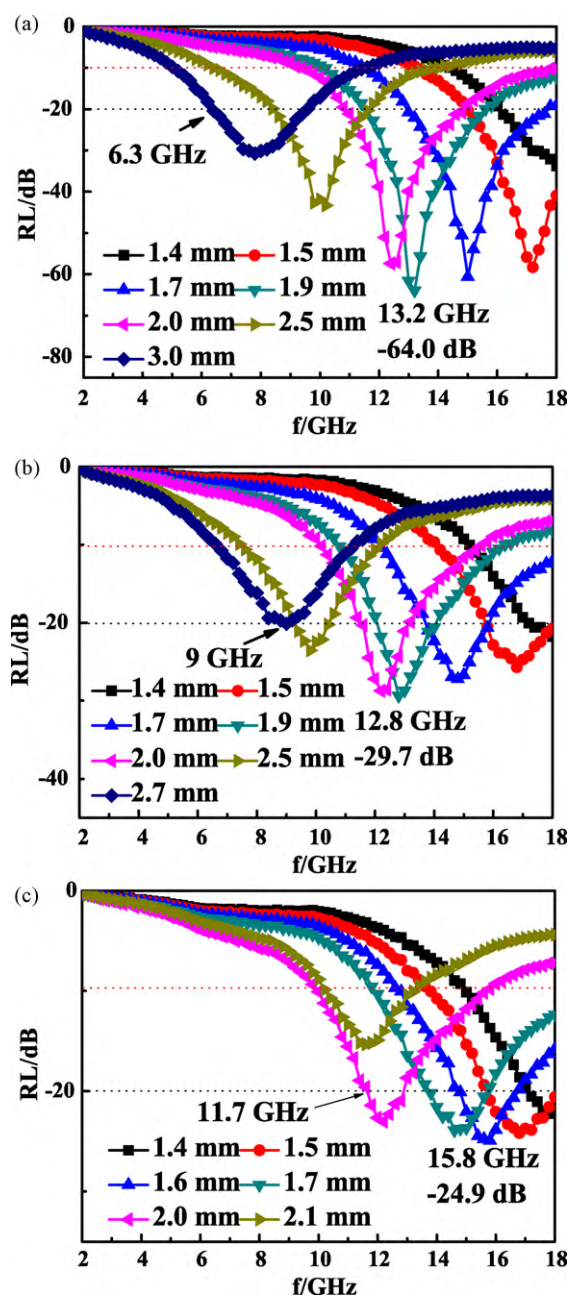 (a)
0
-20
-40
-60
-80
RL/dB
6.3 GHz
1.4 mm 1.5 mm
1.7 mm 1.9 mm
2.0 mm 2.5 mm
3.0 mm
13.2 GHz
-64.0 dB
2 4 6 8 10 12 14 16 18
f/GHz
(b)
0
-20
-40
RL/dB
9 GHz
1.4 mm 1.5 mm
1.7 mm 1.9 mm
2.0 mm 2.5 mm
2.7 mm
12.8 GHz
-29.7 dB
2 4 6 8 10 12 14 16 18
f/GHz
(c)
0
-20
RL/dB
11.7 GHz
1.4 mm 1.5 mm
1.6 mm 1.7 mm
2.0 mm 2.1 mm
15.8 GHz
-24.9 dB
2 4 6 8 10 12 14 16 18
f/GHz